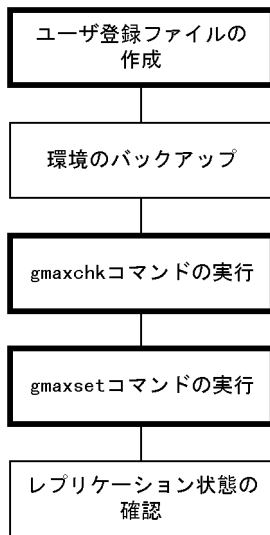 ユーザ登録ファイルの
作成
環境のバックアップ
gmaxchkコマンドの実行
gmaxsetコマンドの実行
レプリケーション状態の
確認